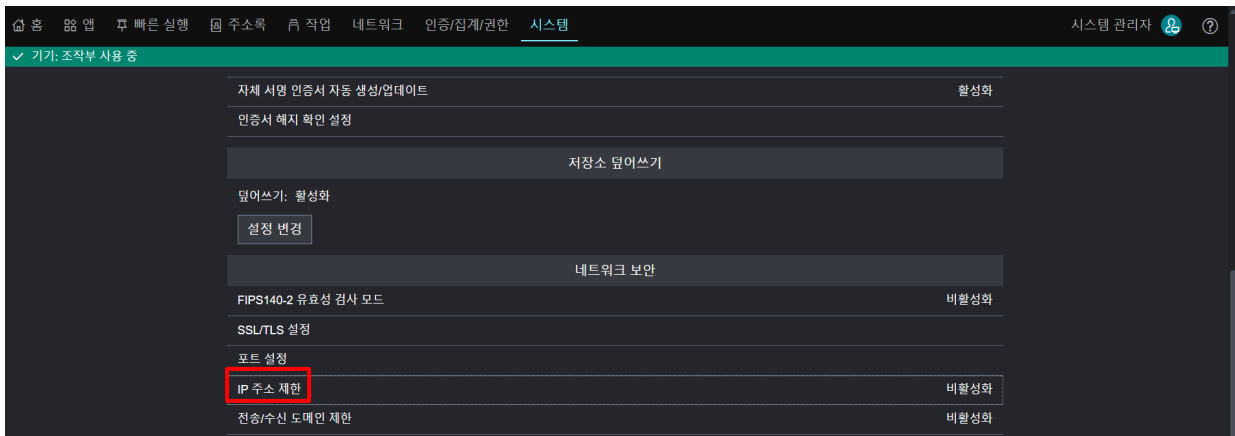 홈 앱 빠른 실행 주소록 작업 네트워크 인증/집계/권한 시스템 시스템 관리자
기기: 조작부 사용 중
자체 서명 인증서 자동 생성/업데이트 활성화
인증서 해지 확인 설정
저장소 덮어쓰기
덮어쓰기: 활성화
설정 변경
네트워크 보안
FIPS140-2 유효성 검사 모드 비활성화
SSL/TLS 설정
포트 설정
IP 주소 제한 비활성화
전송/수신 도메인 제한 비활성화